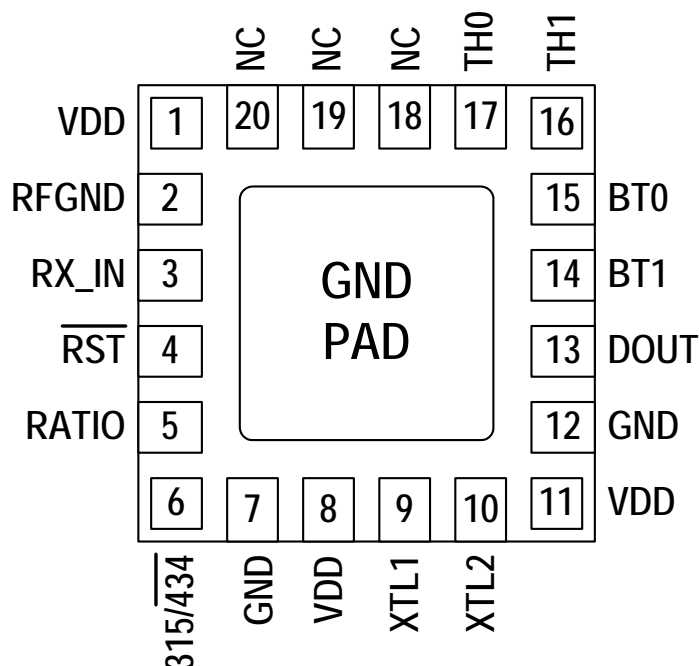 NC NC NC TH0 TH1
VDD 1 20 19 18 17 16
RFGND 2 15 BT0
RX_IN 3 GND 14 BT1
RST 4 PAD 13 DOUT
RATIO 5 12 GND
6 7 8 9 10 11 VDD
315/434 GND VDD XTL1 XTL2